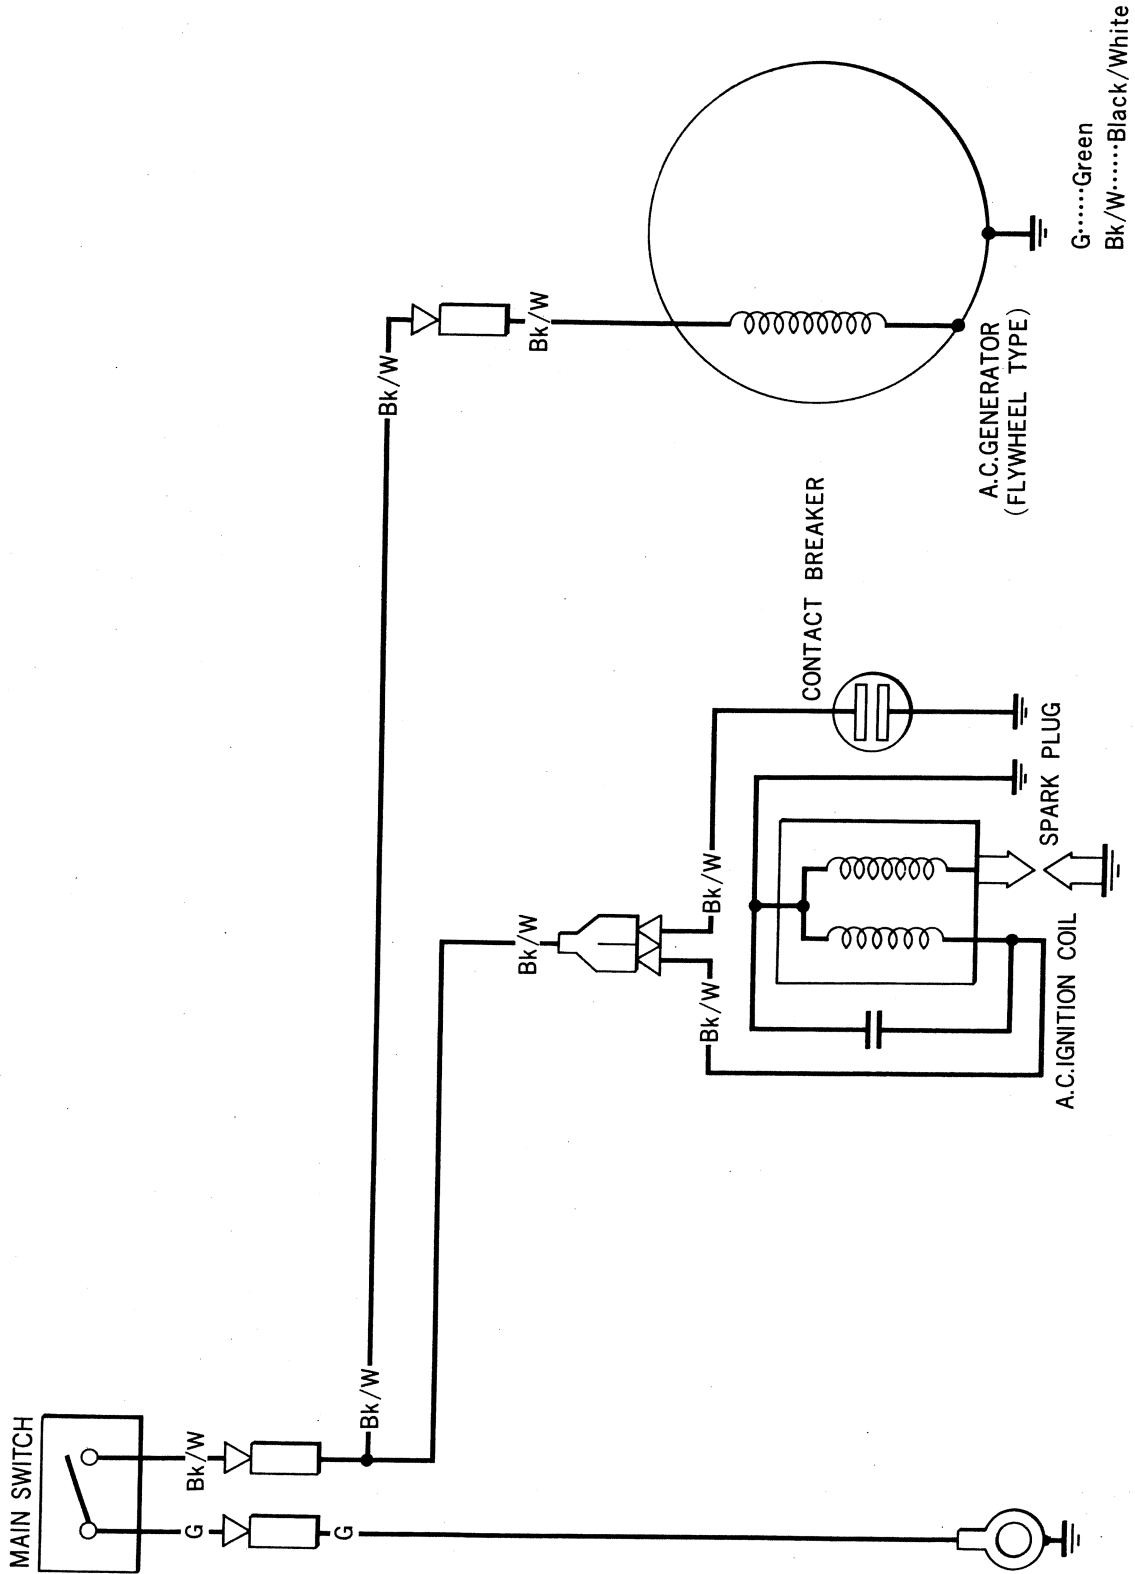 MAIN SWITCH
Bk/W
G
G
Bk/W
Bk/W
Bk/W
Bk/W
Bk/W
Bk/W
Bk/W
CONTACT BREAKER
SPARK PLUG
A.C.IGNITION COIL
A.C.GENERATOR
(FLYWHEEL TYPE)
G······Green
Bk/W······Black/White